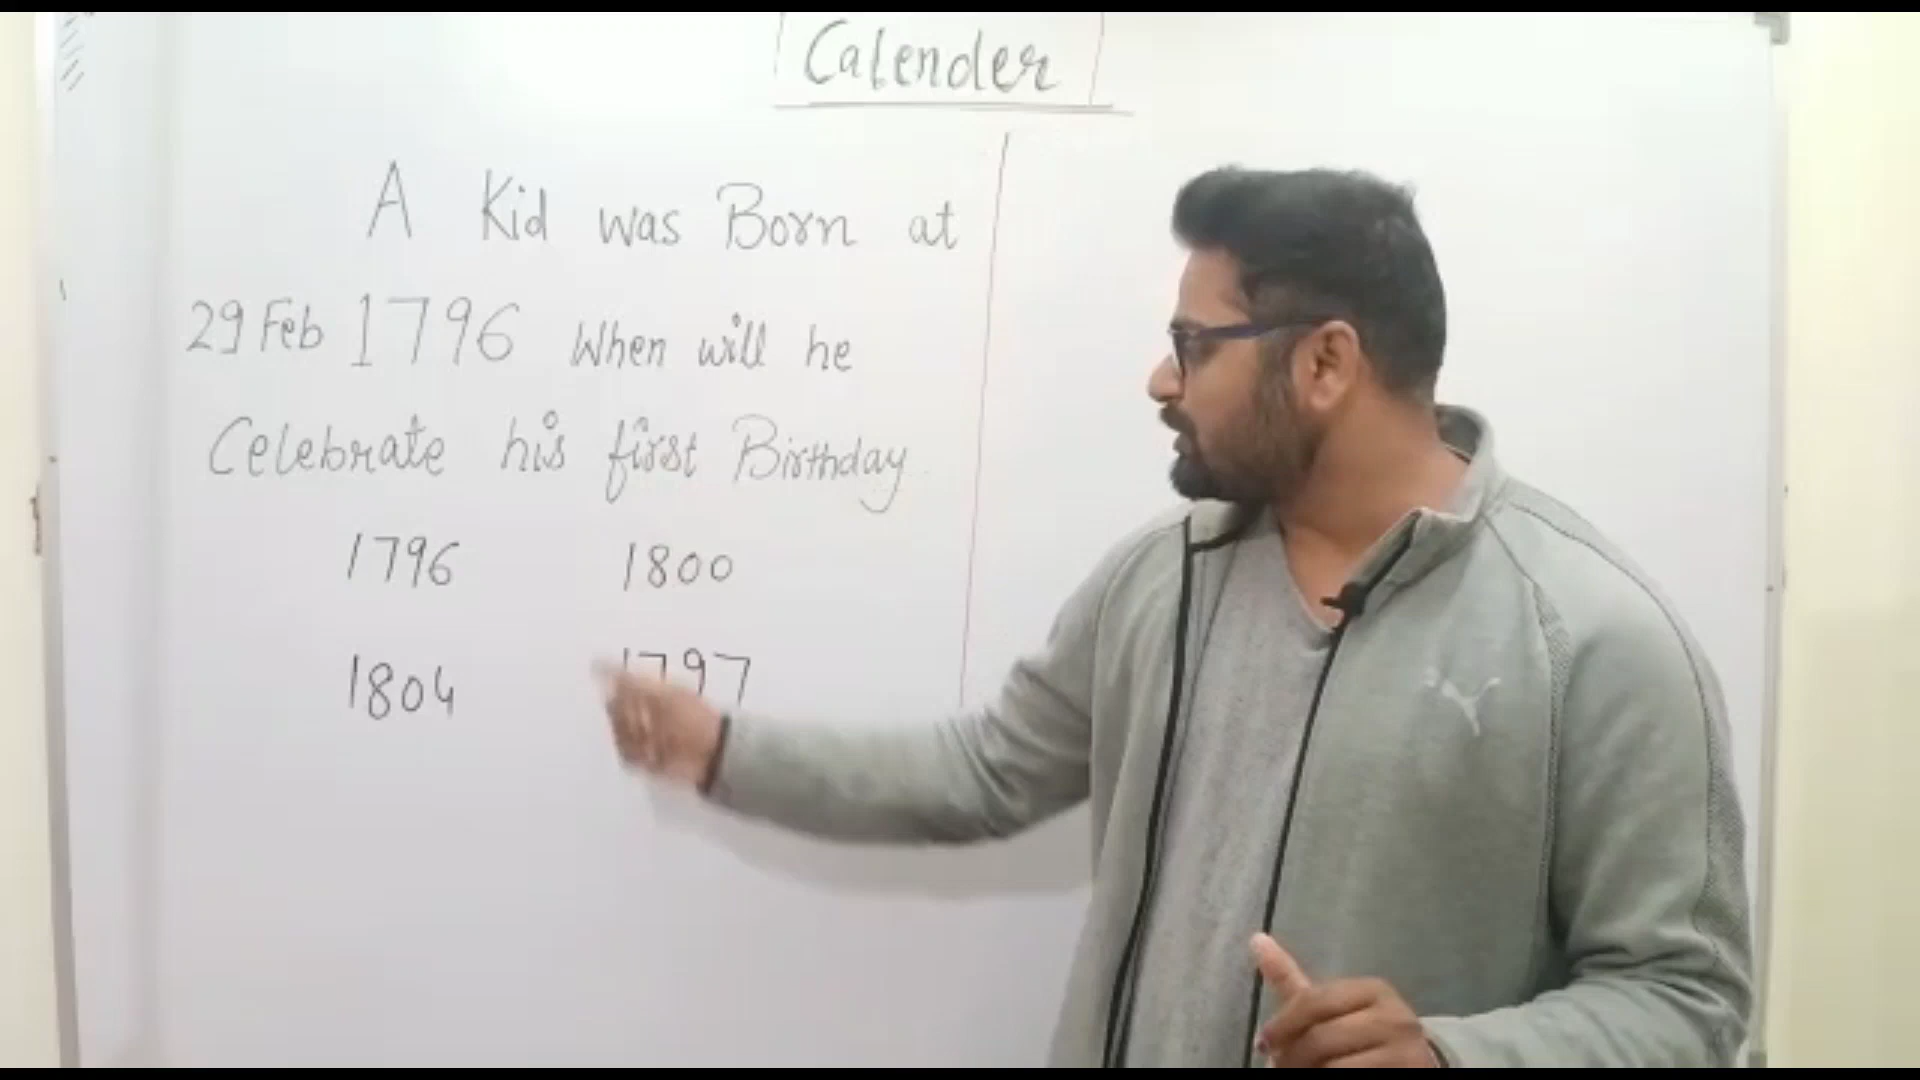 Calender
A Kid was Born at
29 Feb 1796 When will he
Celebrate his first Birthday
1796 1800
1804 1797